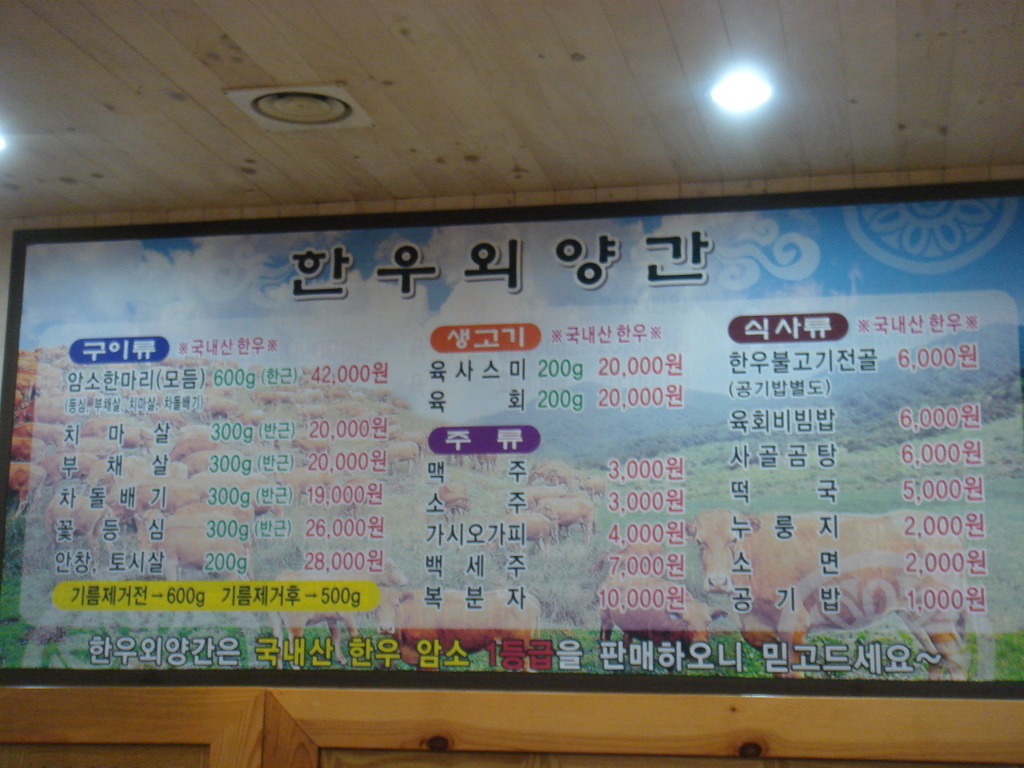 한우외양간
구이류 ※국내산 한우※
암소한마리(모듬) 600g (한근) 42,000원
(등심, 부채살, 치마살, 차돌배기)
치마살 300g (반근) 20,000원
부채살 300g (반근) 20,000원
차돌배기 300g (반근) 19,000원
꽃등심 300g (반근) 26,000원
안창, 토시살 200g 28,000원
기름제거전→600g 기름제거후→500g
생고기 ※국내산 한우※
육사스미 200g 20,000원
육회 200g 20,000원
주류
맥주 3,000원
소주 3,000원
가시오가피 4,000원
백세주 7,000원
복분자 10,000원
식사류 ※국내산 한우※
한우불고기전골 6,000원
(공기밥별도)
육회비빔밥 6,000원
사골곰탕 6,000원
떡국 5,000원
누룽지 2,000원
소면 2,000원
공기밥 1,000원
한우외양간은 국내산 한우 암소 1등급을 판매하오니 믿고드세요~